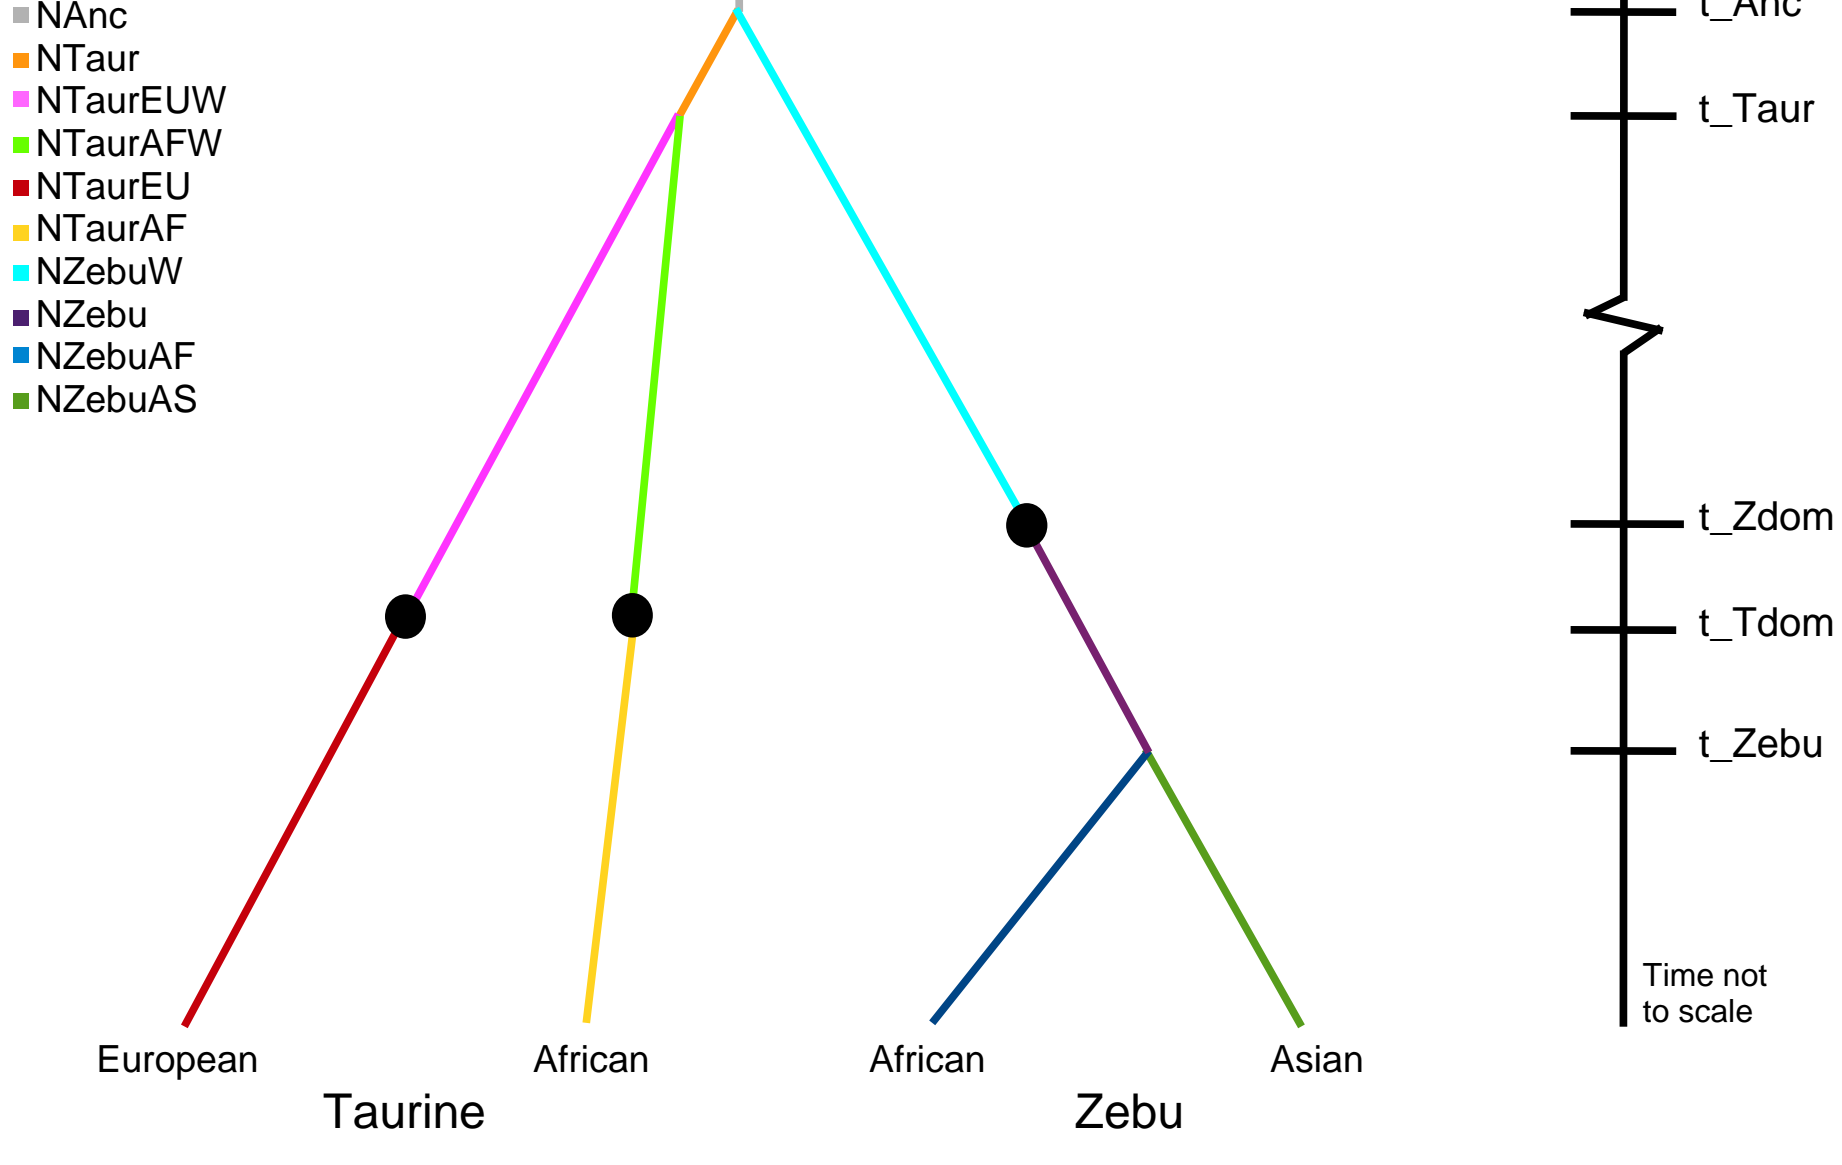 NAnc
NTaur
NTaurEUW
NTaurAFW
NTaurEU
NTaurAF
NZebuW
NZebu
NZebuAF
NZebuAS
t_Anc
t_Taur
t_Zdom
t_Tdom
t_Zebu
Time not
to scale
European African African Asian
Taurine Zebu